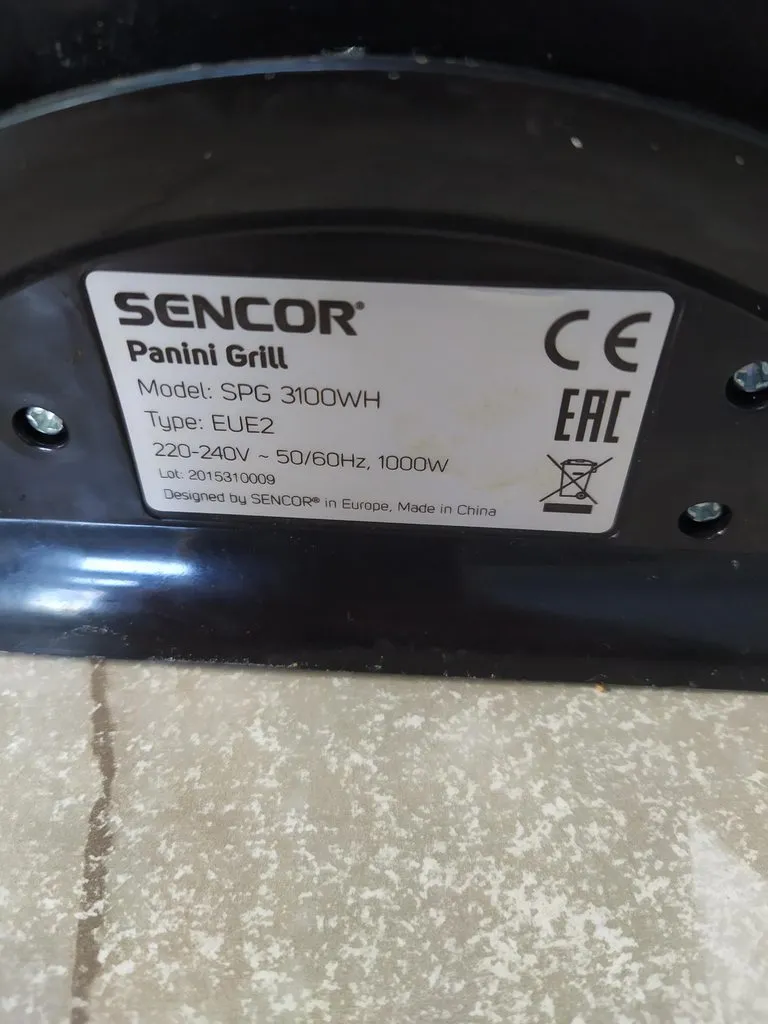 SENCOR®
Panini Grill
Model: SPG 3100WH
Type: EUE2
220-240V ~ 50/60Hz, 1000W
Lot: 2015310009
Designed by SENCOR® in Europe, Made in China
CE
EAC